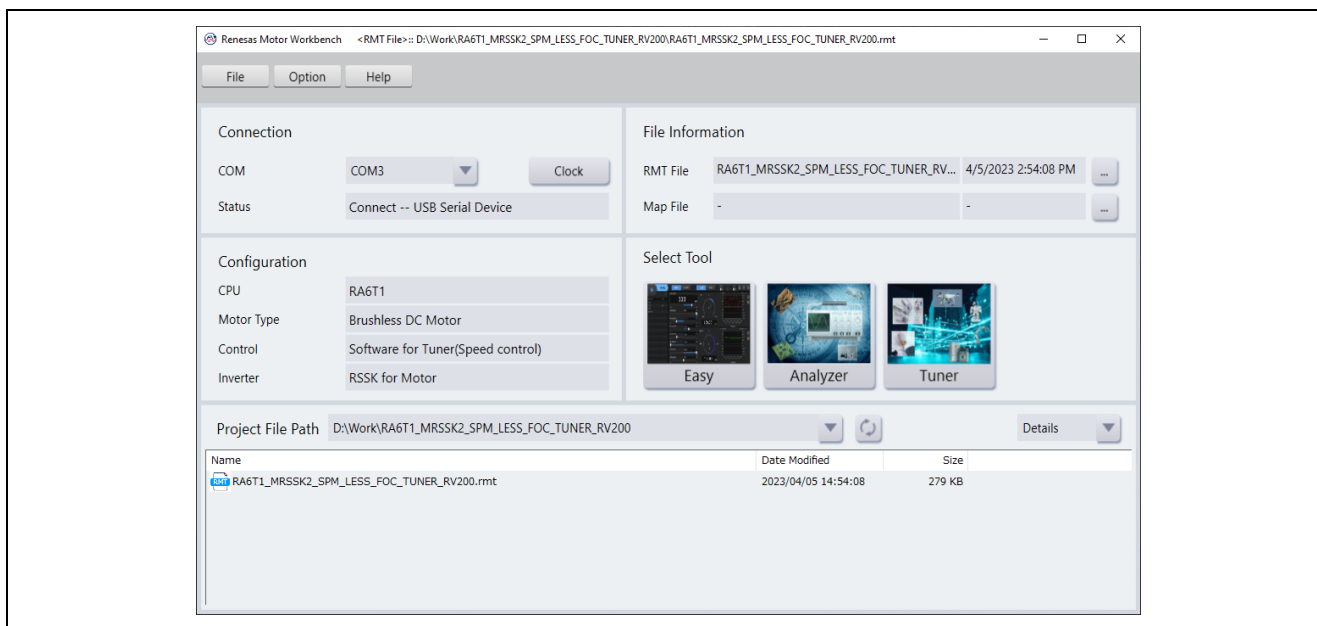 Renesas Motor Workbench <RMT File>:: D:\Work\RA6T1_MRSSK2_SPM_LESS_FOC_TUNER_RV200\RA6T1_MRSSK2_SPM_LESS_FOC_TUNER_RV200.rmt
File Option Help
Connection
COM COM3 Clock
Status Connect -- USB Serial Device
File Information
RMT File RA6T1_MRSSK2_SPM_LESS_FOC_TUNER_RV... 4/5/2023 2:54:08 PM ...
Map File - - ...
Configuration
CPU RA6T1
Motor Type Brushless DC Motor
Control Software for Tuner(Speed control)
Inverter RSSK for Motor
Select Tool
Easy Analyzer Tuner
Project File Path D:\Work\RA6T1_MRSSK2_SPM_LESS_FOC_TUNER_RV200 Details
Name Date Modified Size
RMT RA6T1_MRSSK2_SPM_LESS_FOC_TUNER_RV200.rmt 2023/04/05 14:54:08 279 KB